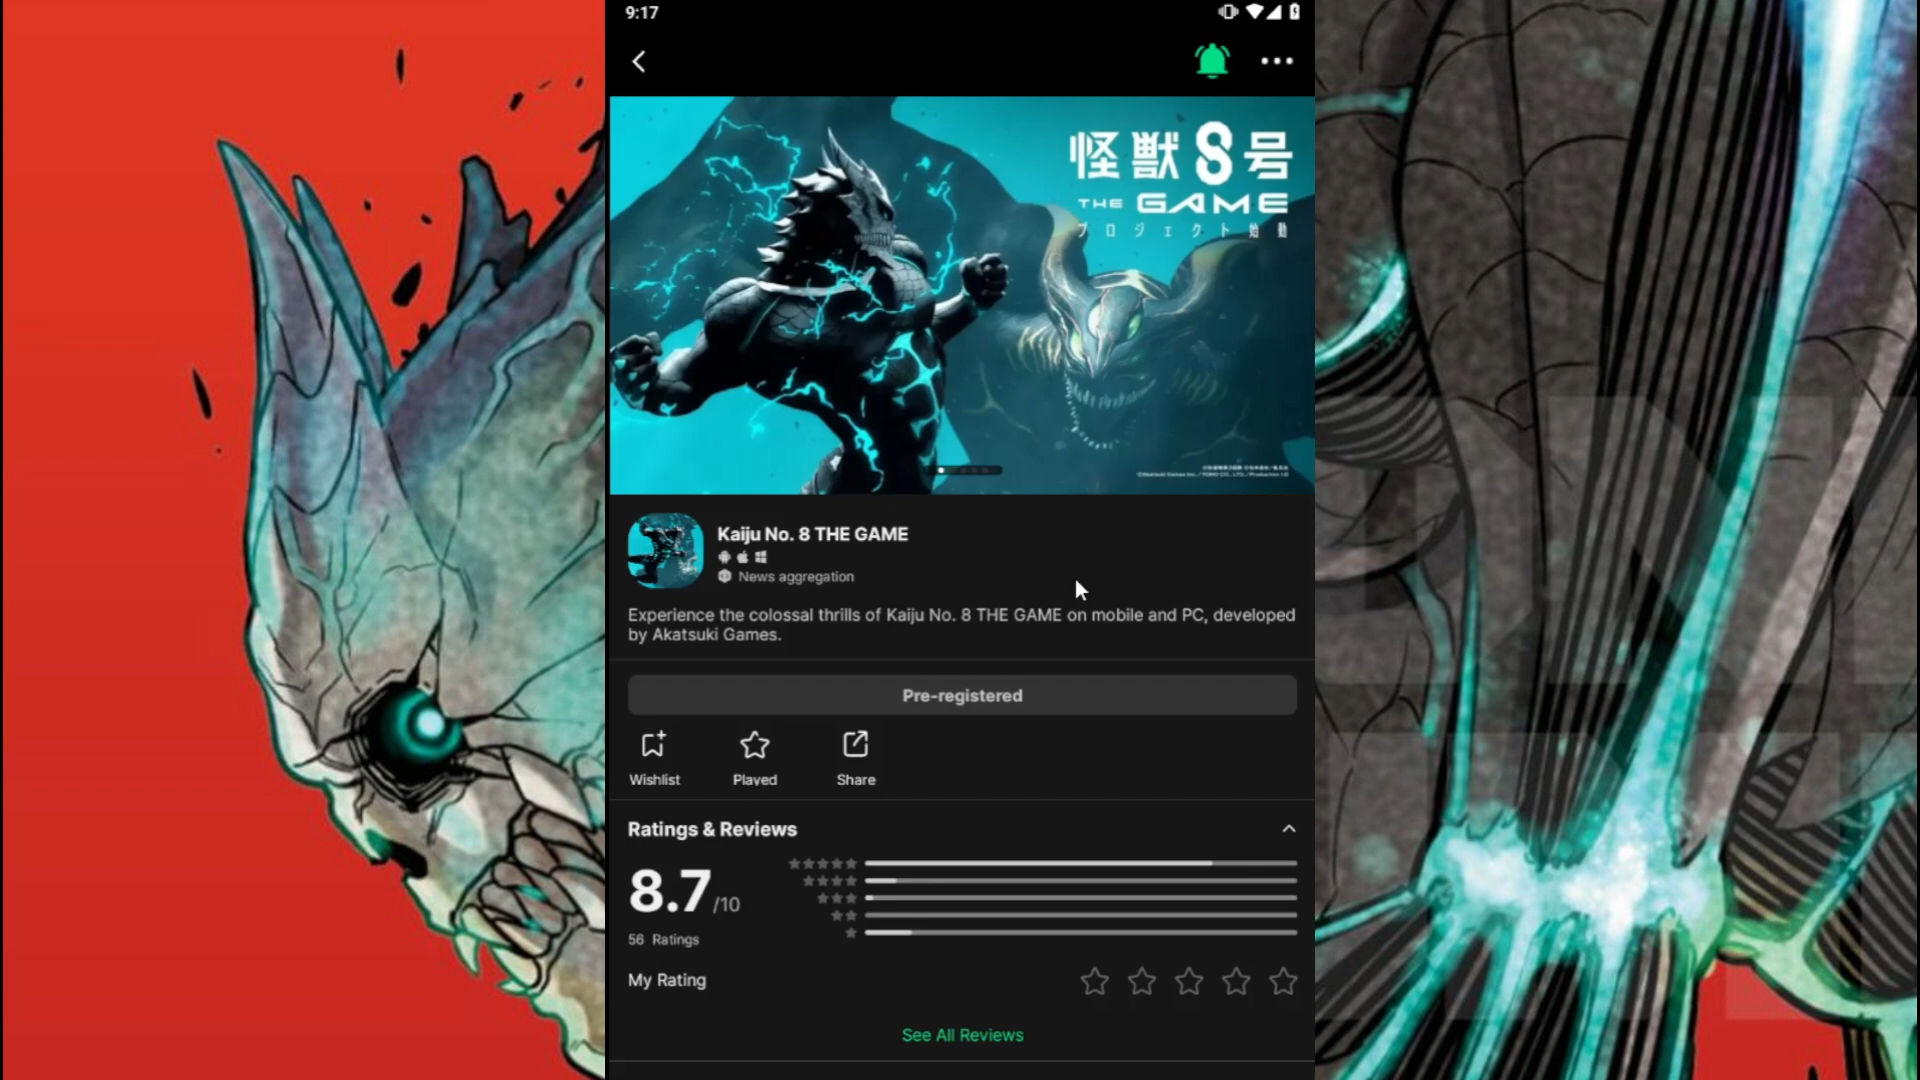 9:17
怪獣8号
THE GAME
プロジェクト始動
Kaiju No. 8 THE GAME
News aggregation
Experience the colossal thrills of Kaiju No. 8 THE GAME on mobile and PC, developed
by Akatsuki Games.
Pre-registered
Wishlist
Played
Share
Ratings & Reviews
8.7/10
56 Ratings
My Rating
See All Reviews